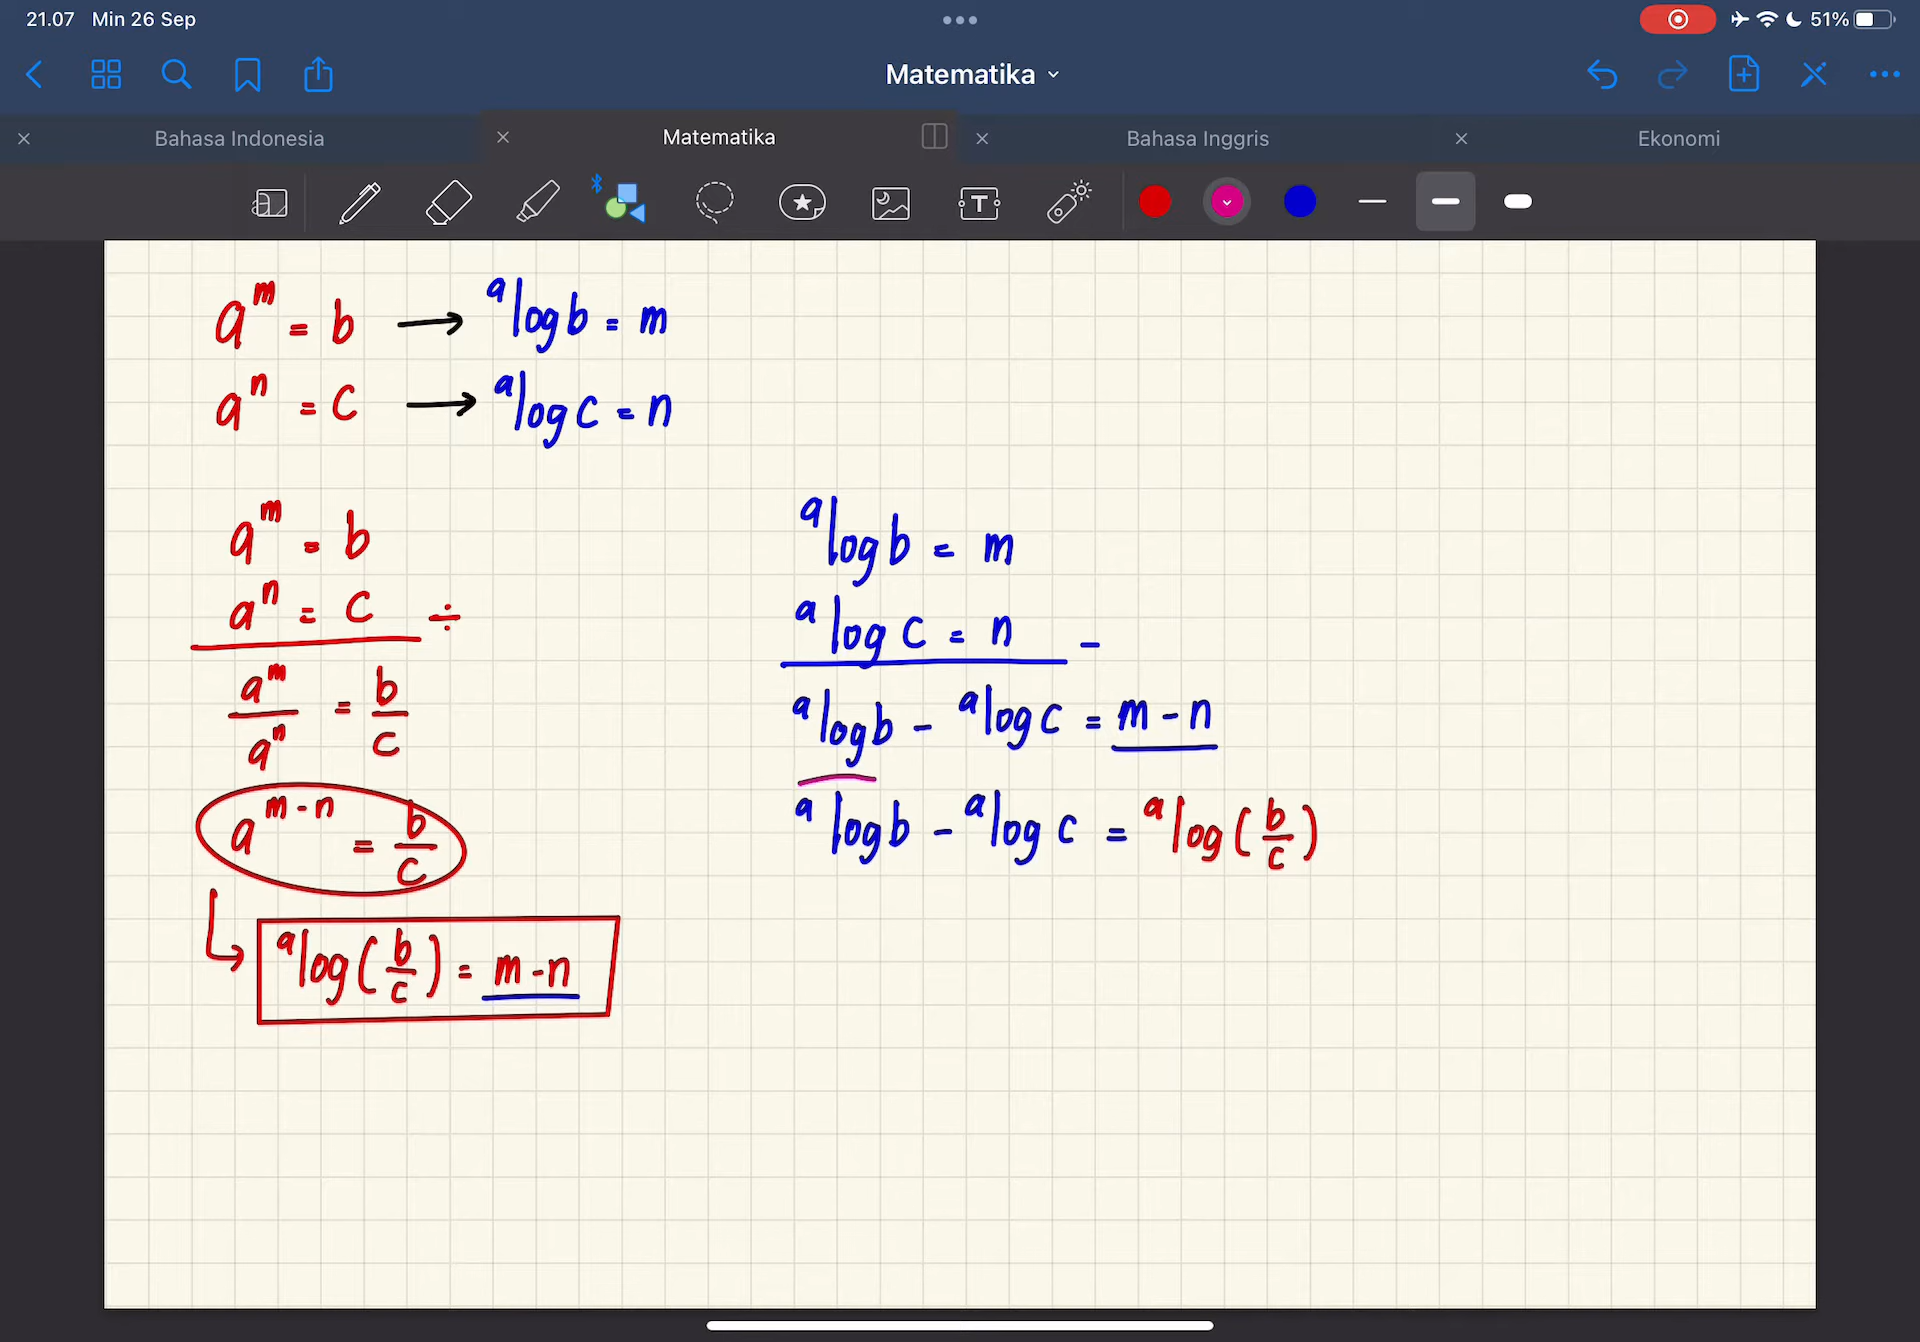 21.07 Min 26 Sep 51%
Matematika
Bahasa Indonesia Matematika Bahasa Inggris Ekonomi
a^m = b → ᵃlog b = m
a^n = c → ᵃlog c = n
a^m = b
a^n = c ÷
a^m/a^n = b/c
a^(m-n) = b/c
ᵃlog(b/c) = m-n
ᵃlog b = m
ᵃlog c = n -
ᵃlog b - ᵃlog c = m - n
ᵃlog b - ᵃlog c = ᵃlog(b/c)